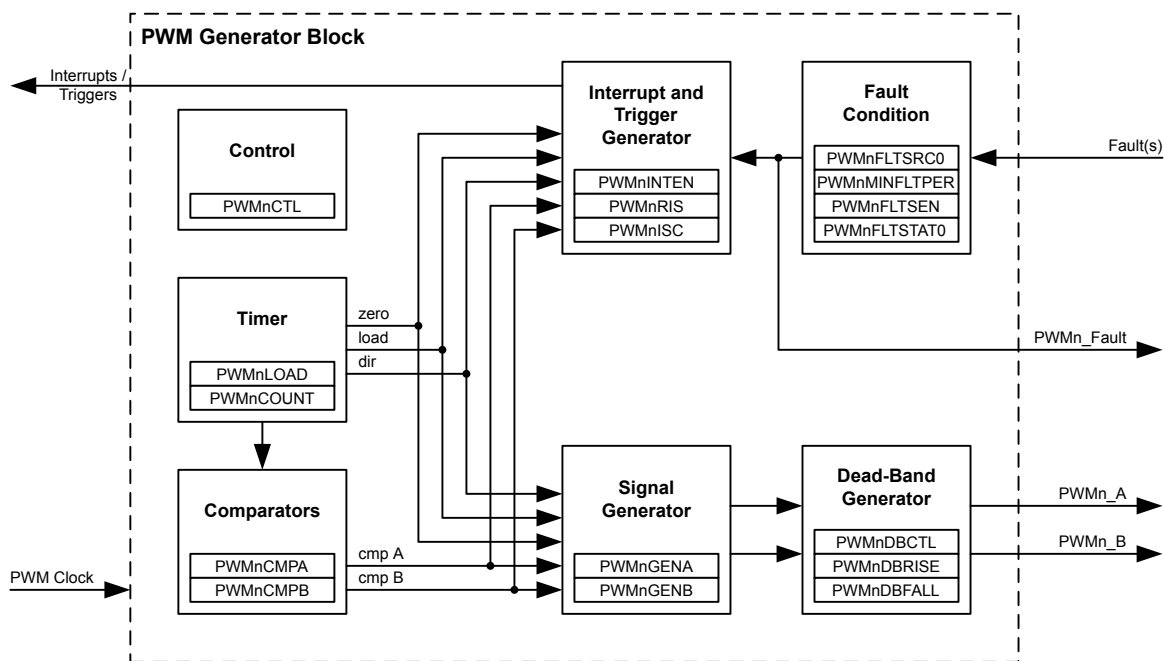 PWM Generator Block
Interrupts /
Triggers
Control
PWMnCTL
Interrupt and
Trigger
Generator
PWMnINTEN
PWMnRIS
PWMnISC
Fault
Condition
PWMnFLTSRC0
PWMnMINFLTPER
PWMnFLTSEN
PWMnFLTSTAT0
Fault(s)
Timer
PWMnLOAD
PWMnCOUNT
zero
load
dir
PWMn_Fault
Comparators
PWMnCMPA
PWMnCMPB
cmp A
cmp B
PWM Clock
Signal
Generator
PWMnGENA
PWMnGENB
Dead-Band
Generator
PWMnDBCTL
PWMnDBRISE
PWMnDBFALL
PWMn_A
PWMn_B